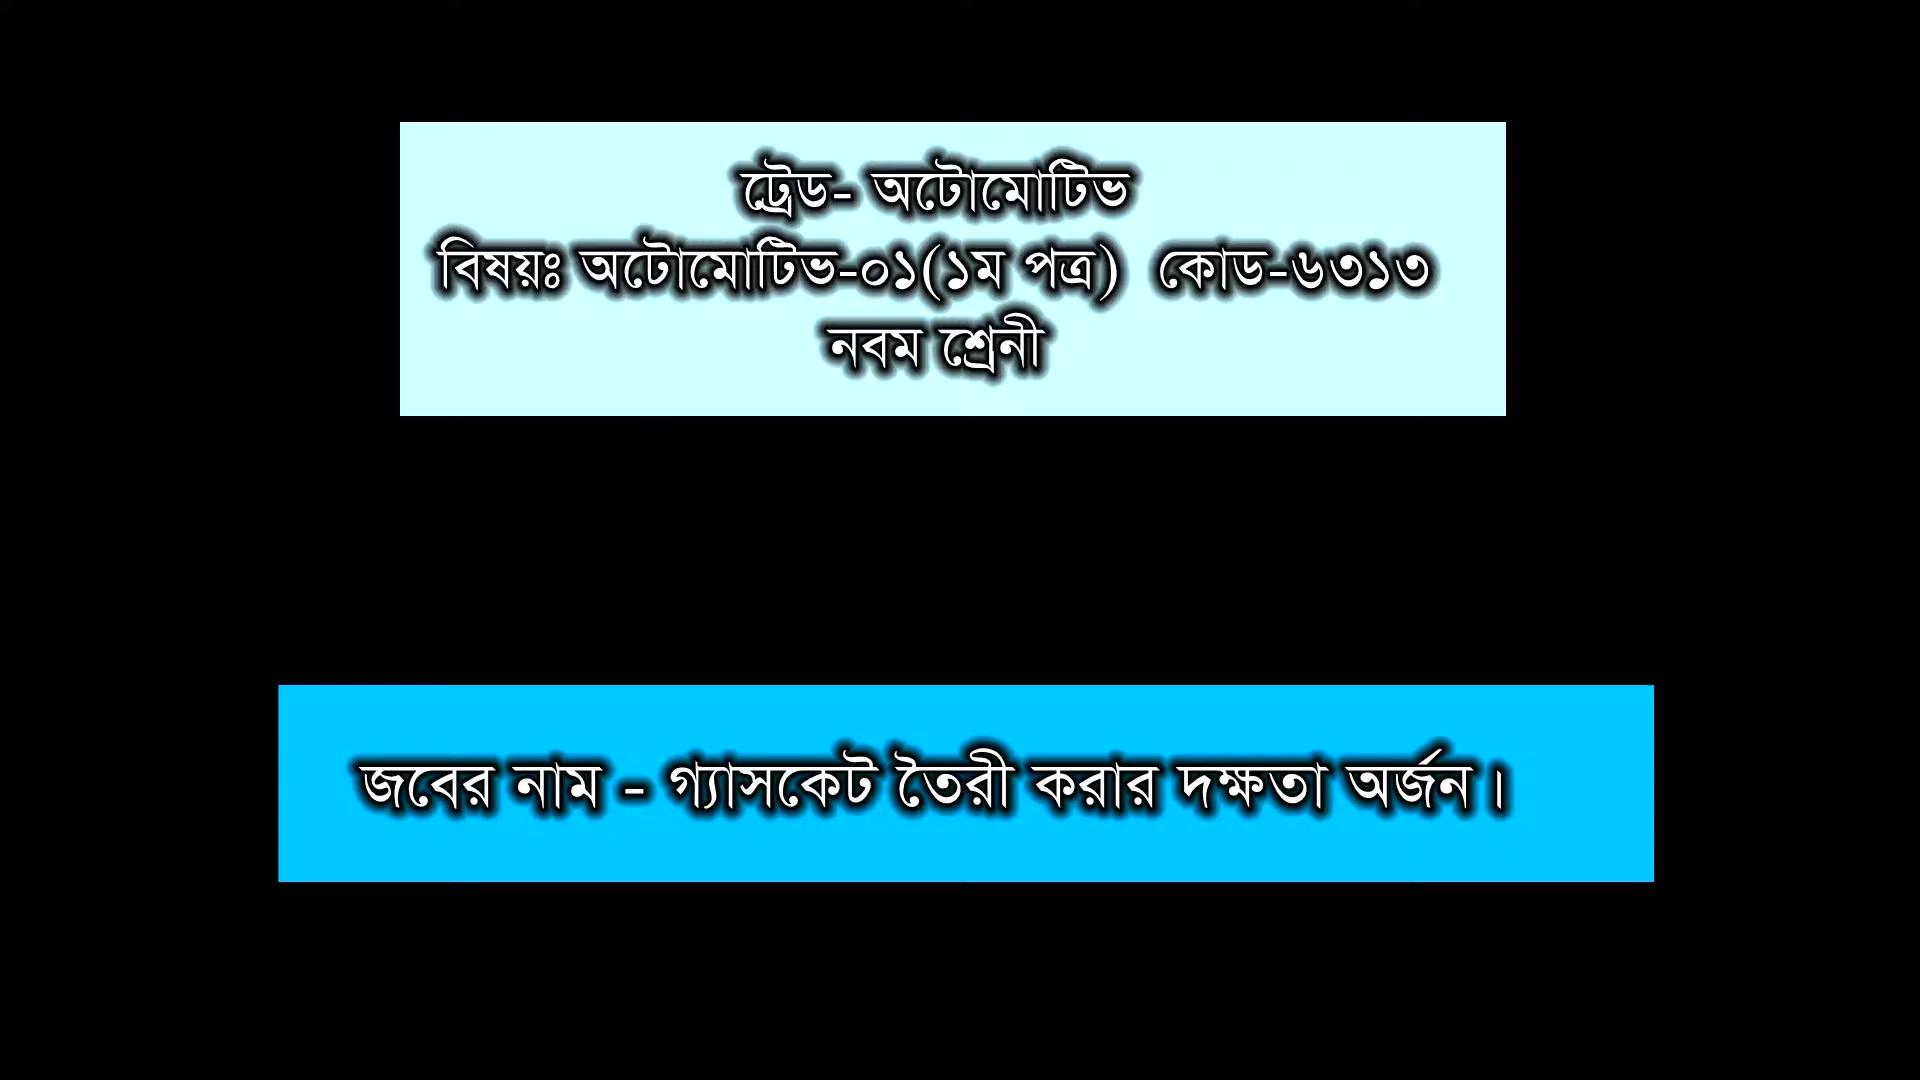 ট্রেড- অটোমোটিভ
বিষয়ঃ অটোমোটিভ-০১(১ম পত্র) কোড-৬৩১৩
নবম শ্রেনী
জবের নাম - গ্যাসকেট তৈরী করার দক্ষতা অর্জন।